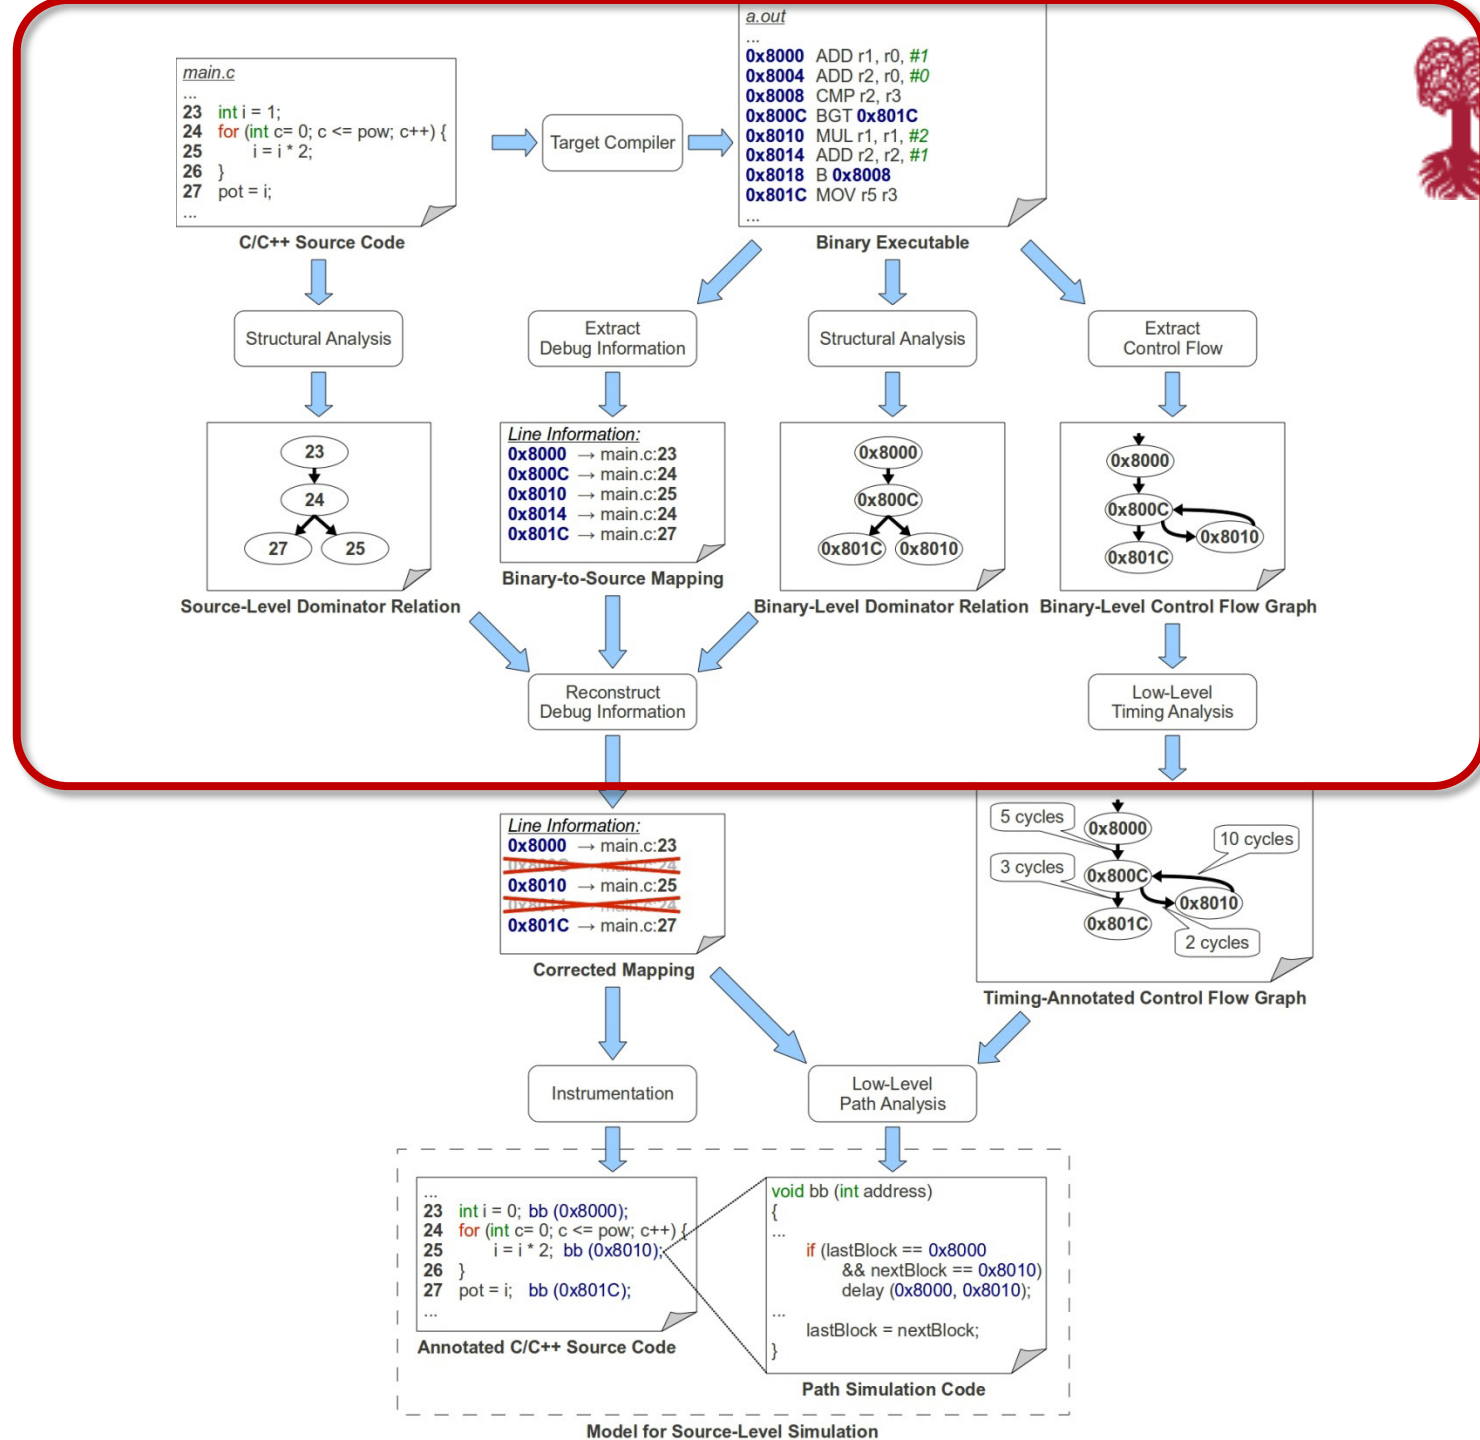 a.out
...
0x8000 ADD r1, r0, #1
0x8004 ADD r2, r0, #0
0x8008 CMP r2, r3
0x800C BGT 0x801C
0x8010 MUL r1, r1, #2
0x8014 ADD r2, r2, #1
0x8018 B 0x8008
0x801C MOV r5 r3
...
Binary Executable
main.c
...
23 int i = 1;
24 for (int c= 0; c <= pow; c++) {
25 i = i * 2;
26 }
27 pot = i;
...
C/C++ Source Code
Target Compiler
Structural Analysis
Extract
Debug Information
Structural Analysis
Extract
Control Flow
23
24
27
25
Source-Level Dominator Relation
Line Information:
0x8000 → main.c:23
0x800C → main.c:24
0x8010 → main.c:25
0x8014 → main.c:24
0x801C → main.c:27
Binary-to-Source Mapping
0x8000
0x800C
0x801C
0x8010
Binary-Level Dominator Relation
0x8000
0x800C
0x8010
0x801C
Binary-Level Control Flow Graph
Reconstruct
Debug Information
Low-Level
Timing Analysis
Line Information:
0x8000 → main.c:23
0x800C → main.c:24
0x8010 → main.c:25
0x8014 → main.c:24
0x801C → main.c:27
Corrected Mapping
5 cycles
0x8000
10 cycles
3 cycles
0x800C
0x8010
0x801C
2 cycles
Timing-Annotated Control Flow Graph
Instrumentation
Low-Level
Path Analysis
...
23 int i = 0; bb (0x8000);
24 for (int c= 0; c <= pow; c++) {
25 i = i * 2; bb (0x8010);
26 }
27 pot = i; bb (0x801C);
...
Annotated C/C++ Source Code
void bb (int address)
{
...
if (lastBlock == 0x8000
&& nextBlock == 0x8010)
delay (0x8000, 0x8010);
...
lastBlock = nextBlock;
}
Path Simulation Code
Model for Source-Level Simulation